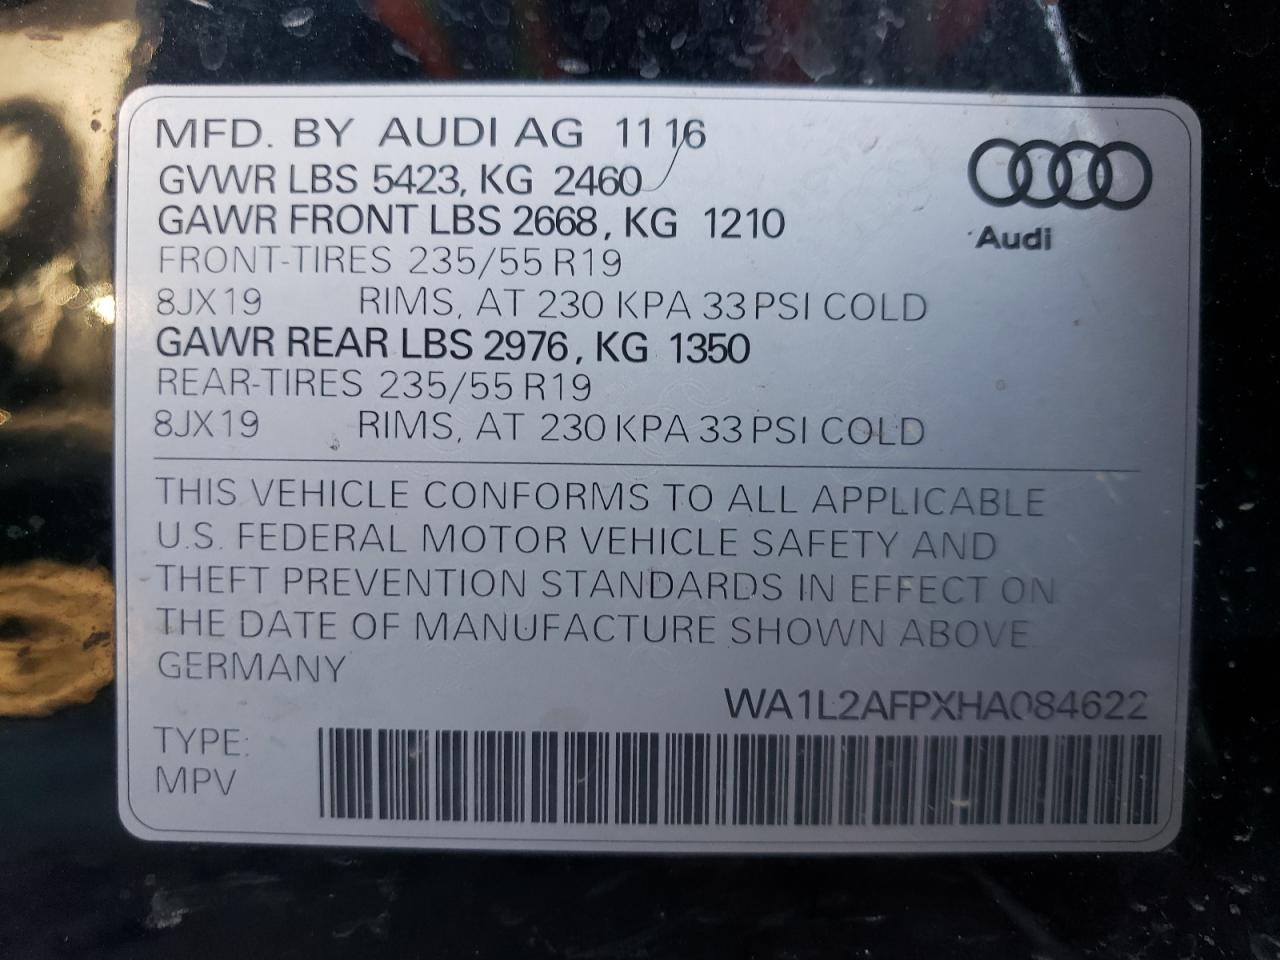 MFD. BY AUDI AG 11 16
GVWR LBS 5423, KG 2460
GAWR FRONT LBS 2668, KG 1210
FRONT-TIRES 235/55 R19
8JX19 RIMS, AT 230 KPA 33 PSI COLD
GAWR REAR LBS 2976, KG 1350
REAR-TIRES 235/55 R19
8JX19 RIMS, AT 230 KPA 33 PSI COLD
Audi
THIS VEHICLE CONFORMS TO ALL APPLICABLE
U.S. FEDERAL MOTOR VEHICLE SAFETY AND
THEFT PREVENTION STANDARDS IN EFFECT ON
THE DATE OF MANUFACTURE SHOWN ABOVE
GERMANY
WA1L2AFPXHA084622
TYPE:
MPV